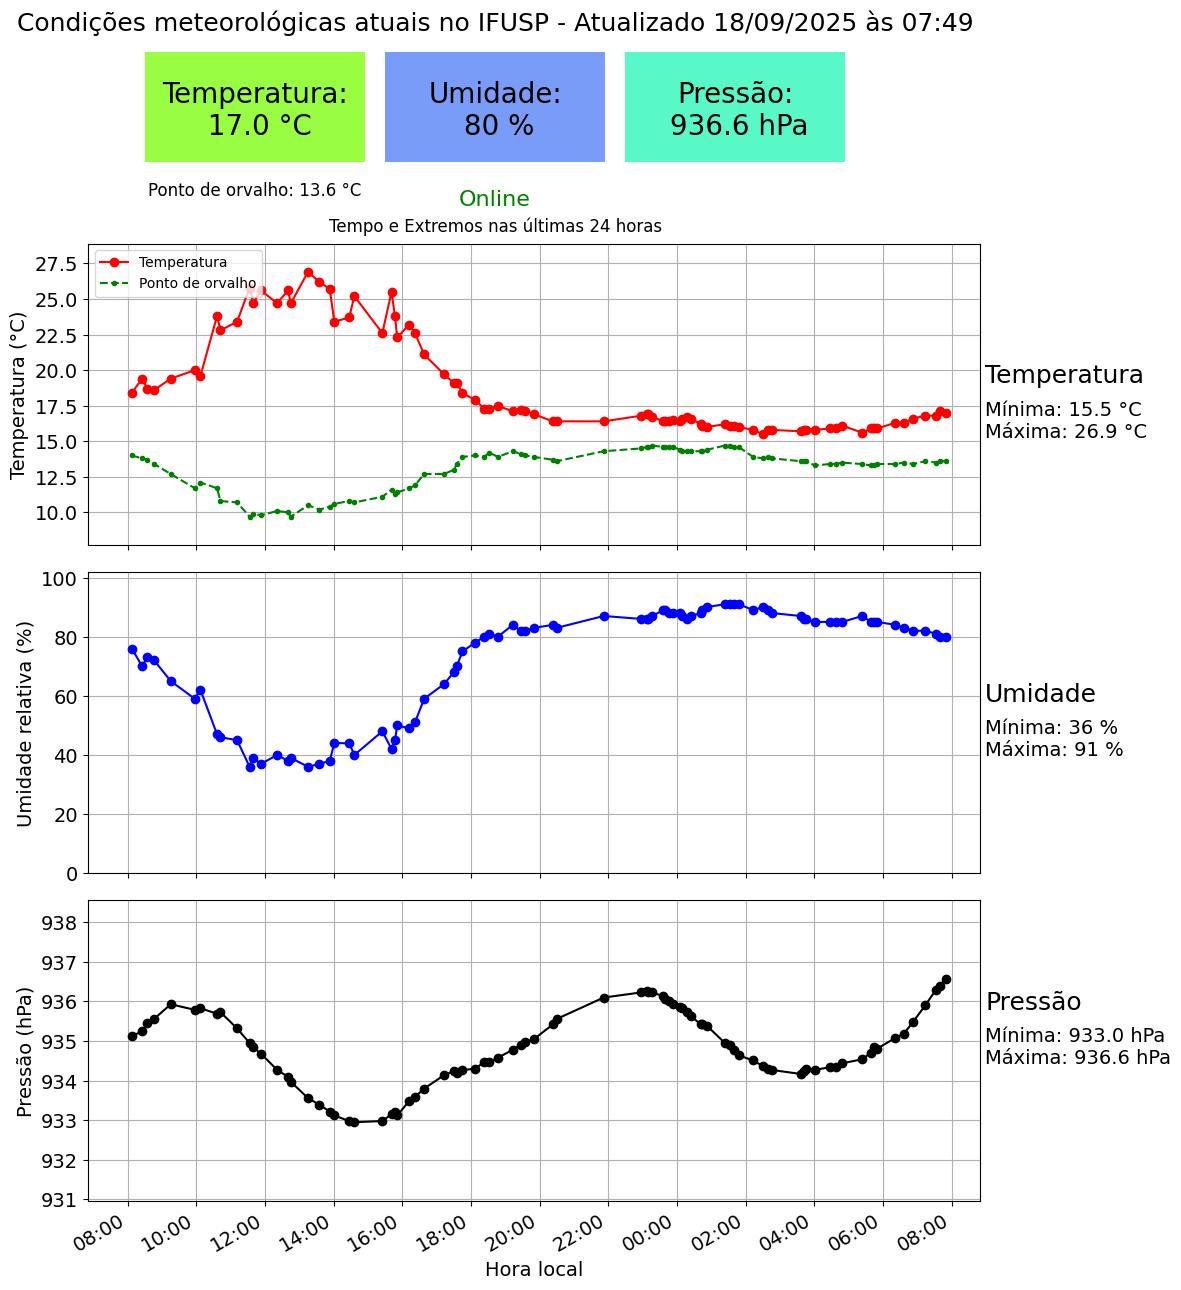 Condições meteorológicas atuais no IFUSP - Atualizado 18/09/2025 às 07:49
Temperatura:
17.0 °C
Umidade:
80 %
Pressão:
936.6 hPa
Ponto de orvalho: 13.6 °C
Online
Tempo e Extremos nas últimas 24 horas
Temperatura
Ponto de orvalho
Temperatura (°C)
27.5
25.0
22.5
20.0
17.5
15.0
12.5
10.0
Temperatura
Mínima: 15.5 °C
Máxima: 26.9 °C
Umidade relativa (%)
100
80
60
40
20
0
Umidade
Mínima: 36 %
Máxima: 91 %
Pressão (hPa)
938
937
936
935
934
933
932
931
Pressão
Mínima: 933.0 hPa
Máxima: 936.6 hPa
08:00 10:00 12:00 14:00 16:00 18:00 20:00 22:00 00:00 02:00 04:00 06:00 08:00
Hora local